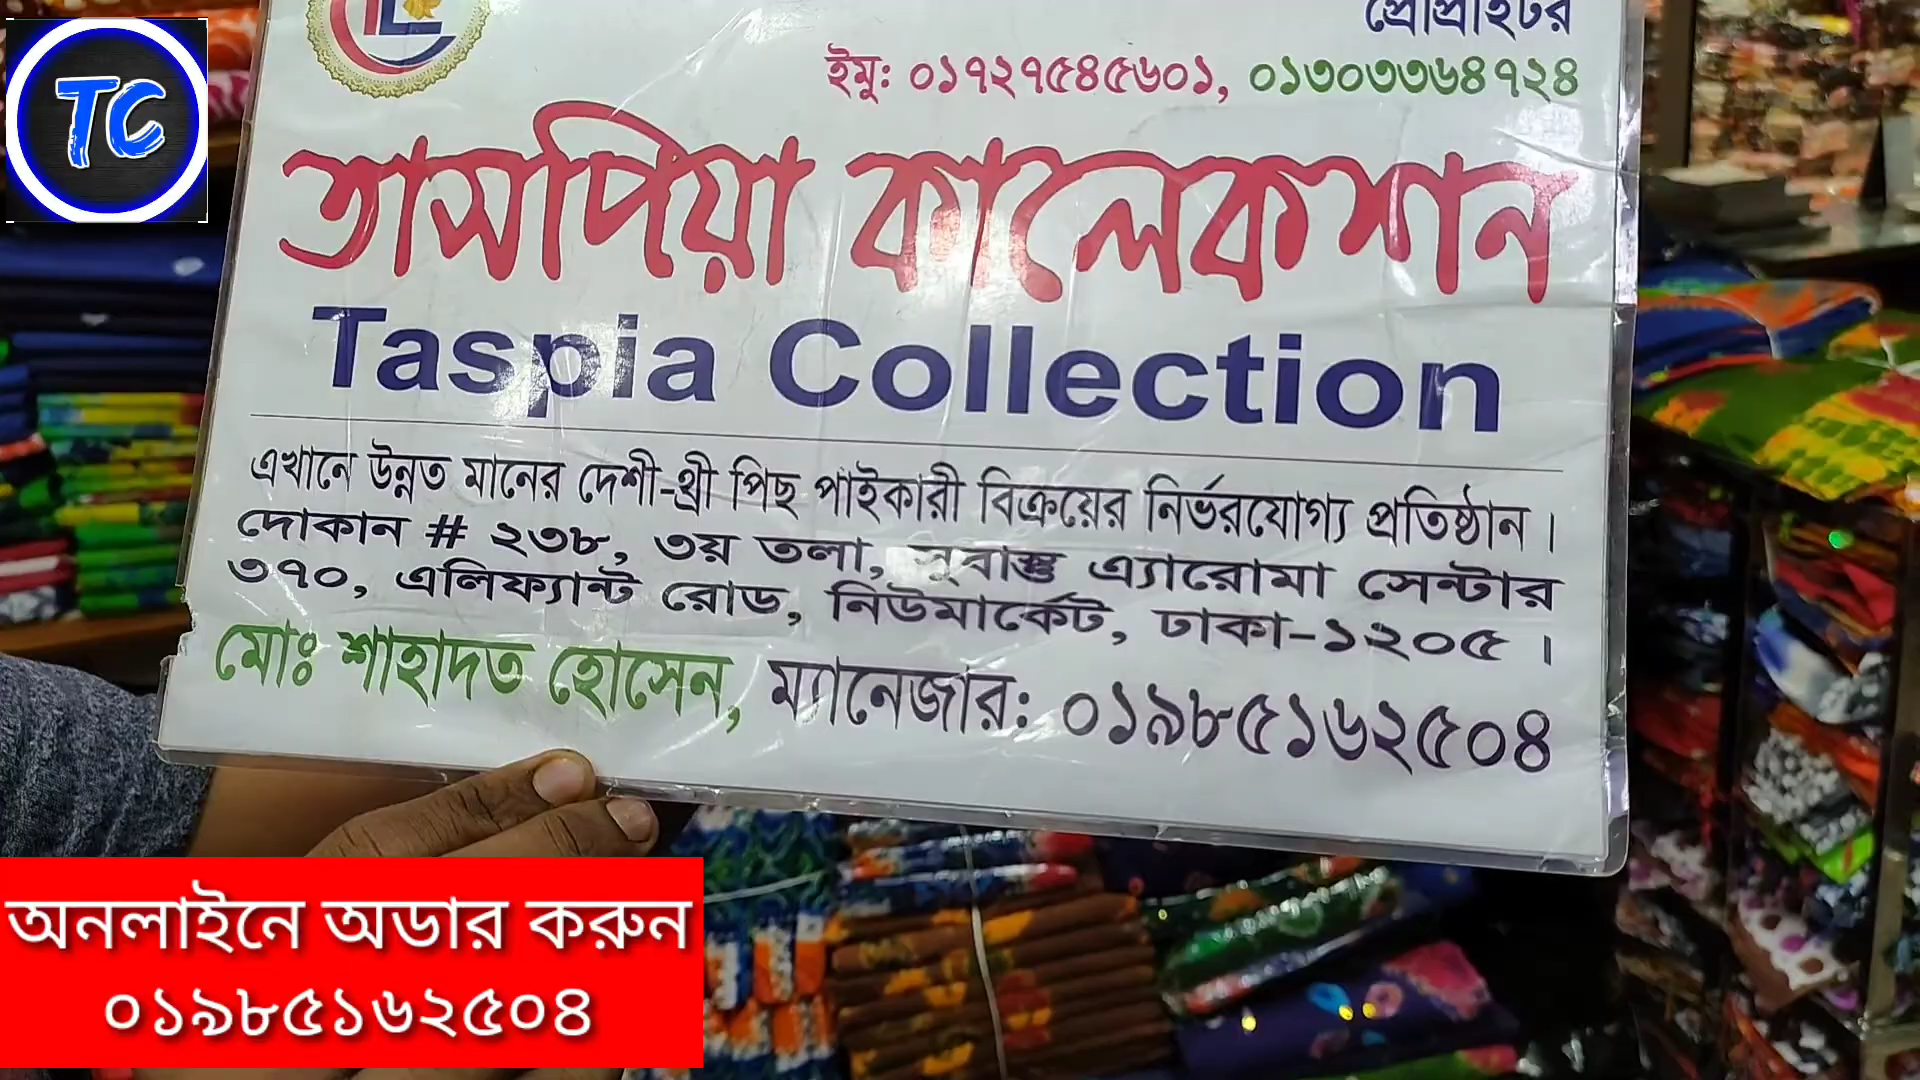 TC
প্রোপ্রাইটর
ইমু: ০১৭২৭৫৪৫৬০১, ০১৩০৩৩৬৪৭২৪
তাসপিয়া কালেকশন
Taspia Collection
এখানে উন্নত মানের দেশী-থ্রী পিছ পাইকারী বিক্রয়ের নির্ভরযোগ্য প্রতিষ্ঠান।
দোকান # ২৩৮, ৩য় তলা, সুবাস্তু এ্যারোমা সেন্টার
৩৭০, এলিফ্যান্ট রোড, নিউমার্কেট, ঢাকা-১২০৫।
মোঃ শাহাদত হোসেন, ম্যানেজার: ০১৯৮৫১৬২৫০৪
অনলাইনে অডার করুন
০১৯৮৫১৬২৫০৪